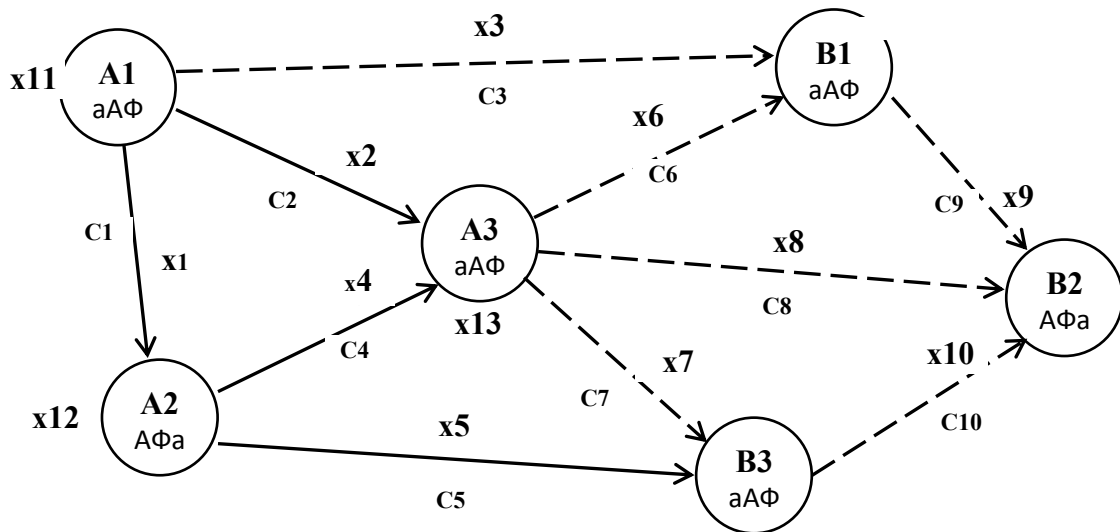 x3
A1
аАФ
x11
C3
B1
аАФ
x6
x2
C2
C6
C1
x1
A3
аАФ
x13
C9
x9
x8
C8
B2
АФа
x4
C4
x7
C7
x10
C10
A2
АФа
x12
x5
C5
B3
аАФ